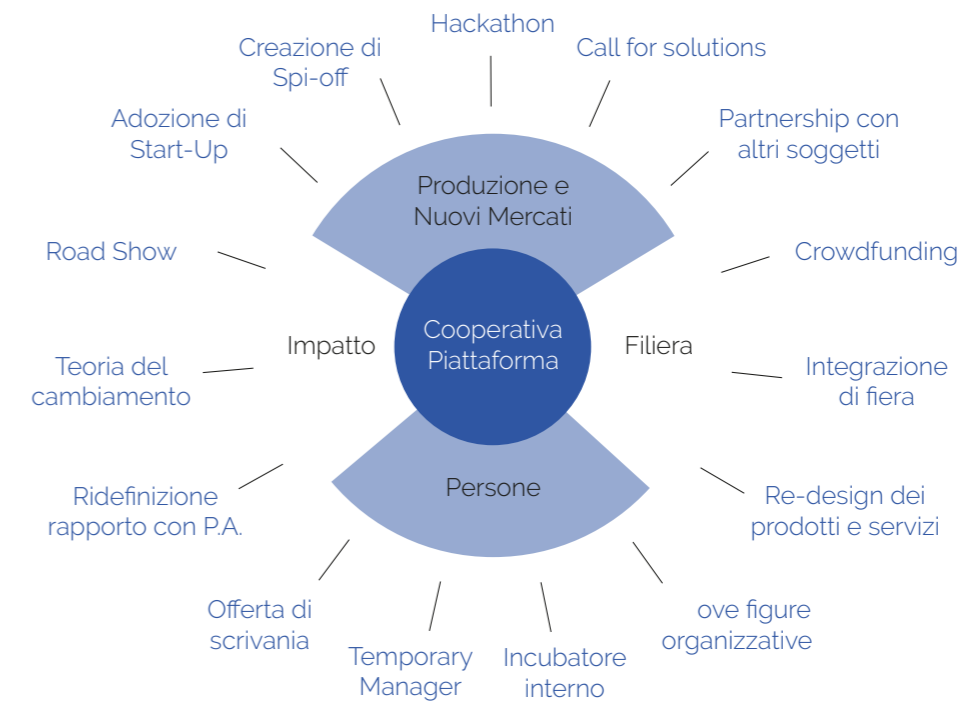 Hackathon
Creazione di
Spi-off
Call for solutions
Adozione di
Start-Up
Partnership con
altri soggetti
Produzione e
Nuovi Mercati
Road Show
Crowdfunding
Impatto
Cooperativa
Piattaforma
Filiera
Teoria del
cambiamento
Integrazione
di fiera
Persone
Ridefinizione
rapporto con P.A.
Re-design dei
prodotti e servizi
Offerta di
scrivania
Temporary
Manager
Incubatore
interno
ove figure
organizzative